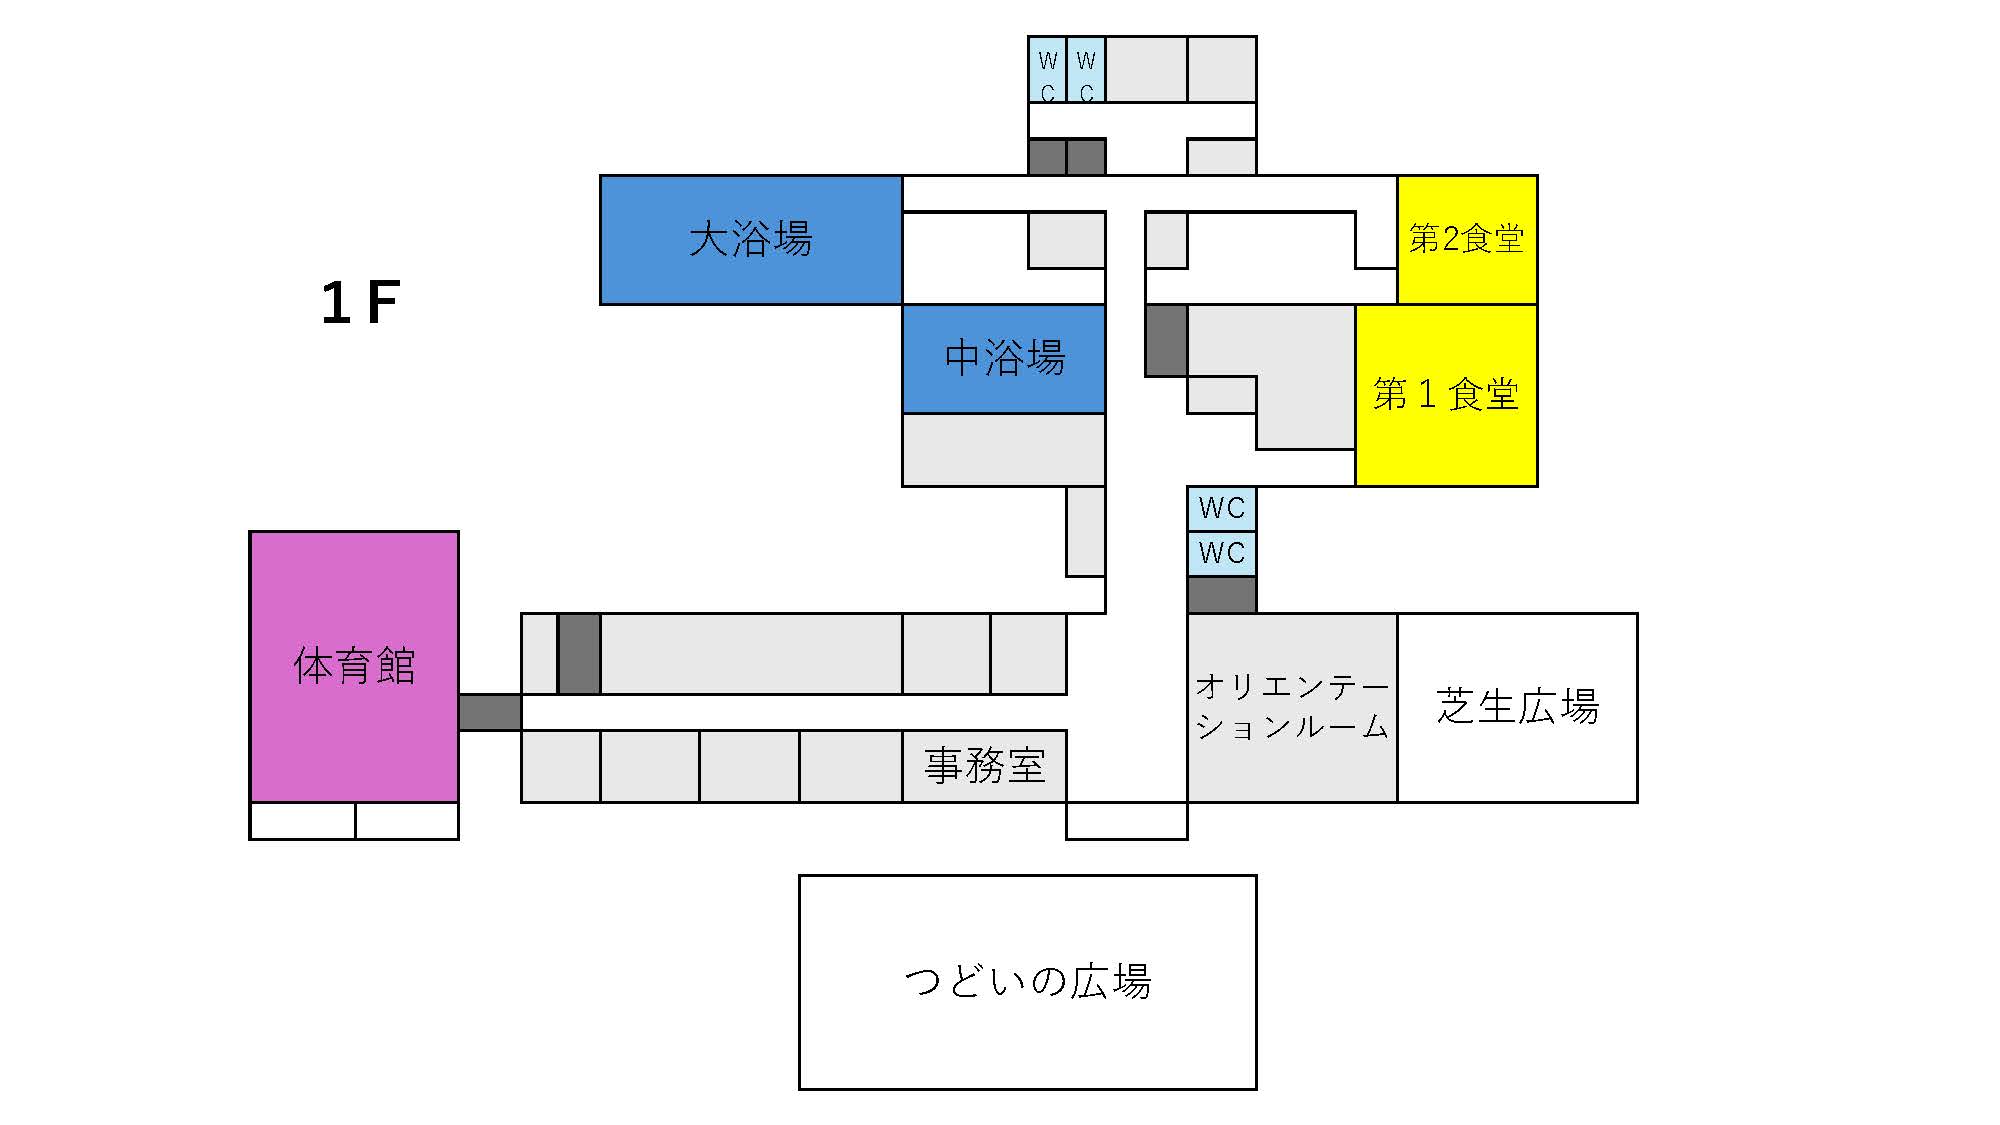 WC
WC
大浴場
第2食堂
1F
中浴場
第1食堂
WC
WC
体育館
オリエンテー
ションルーム
芝生広場
事務室
つどいの広場